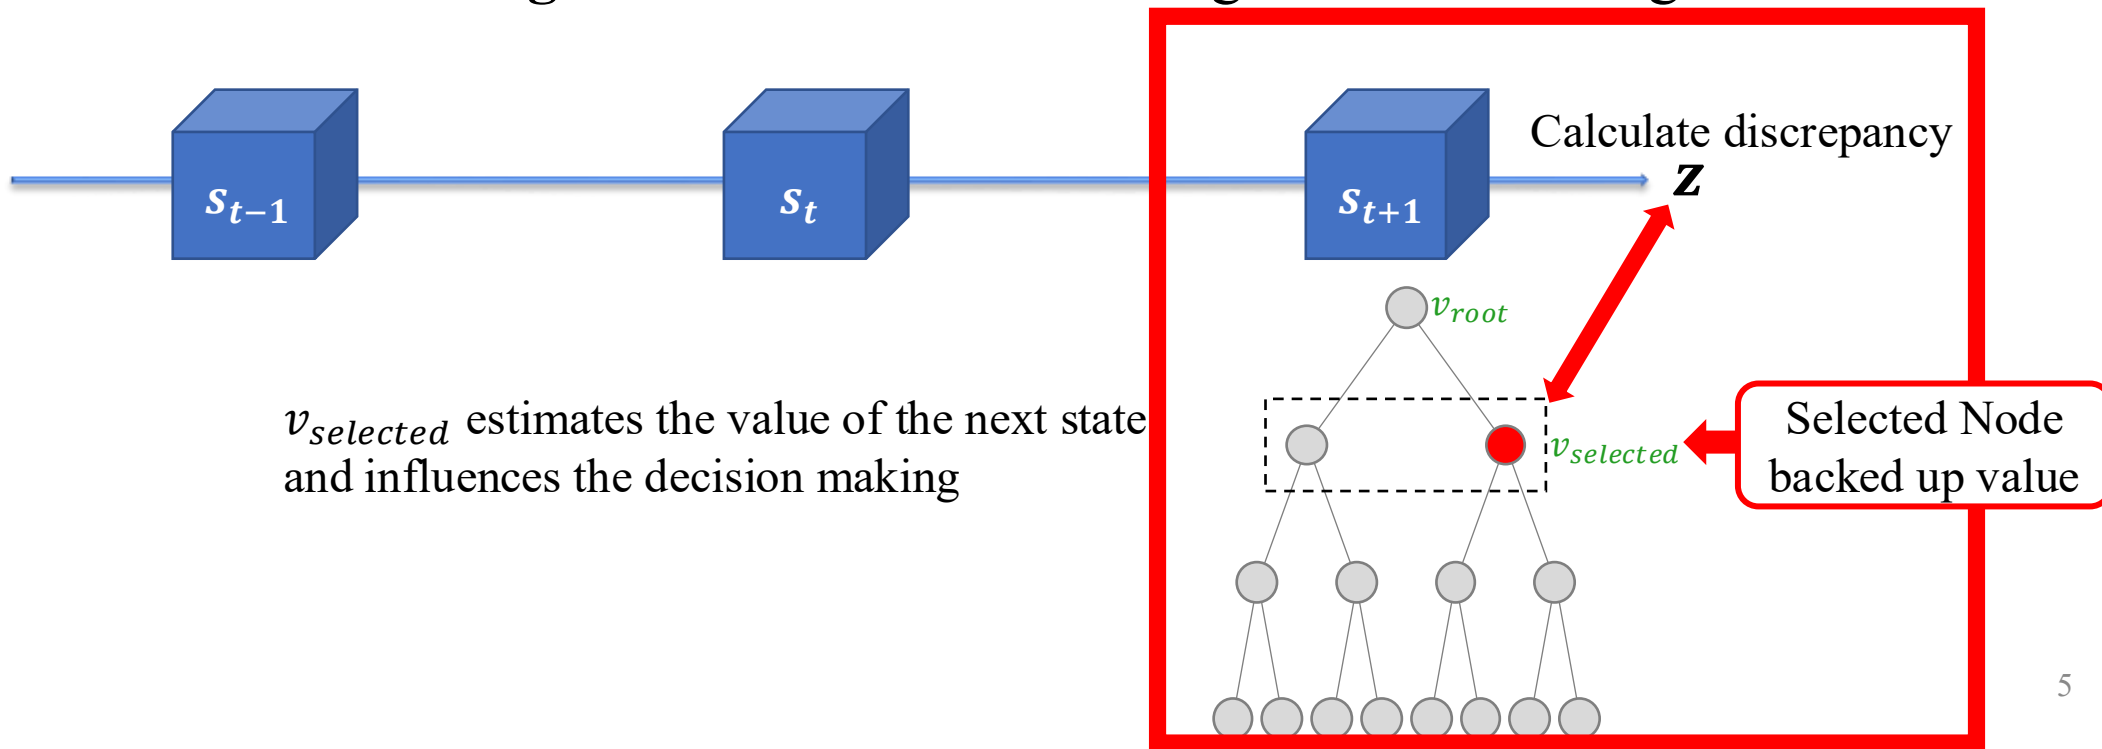 Calculate discrepancy
z
s_{t-1}
s_t
s_{t+1}
v_{root}
v_{selected} estimates the value of the next state
and influences the decision making
v_{selected}
Selected Node
backed up value
5